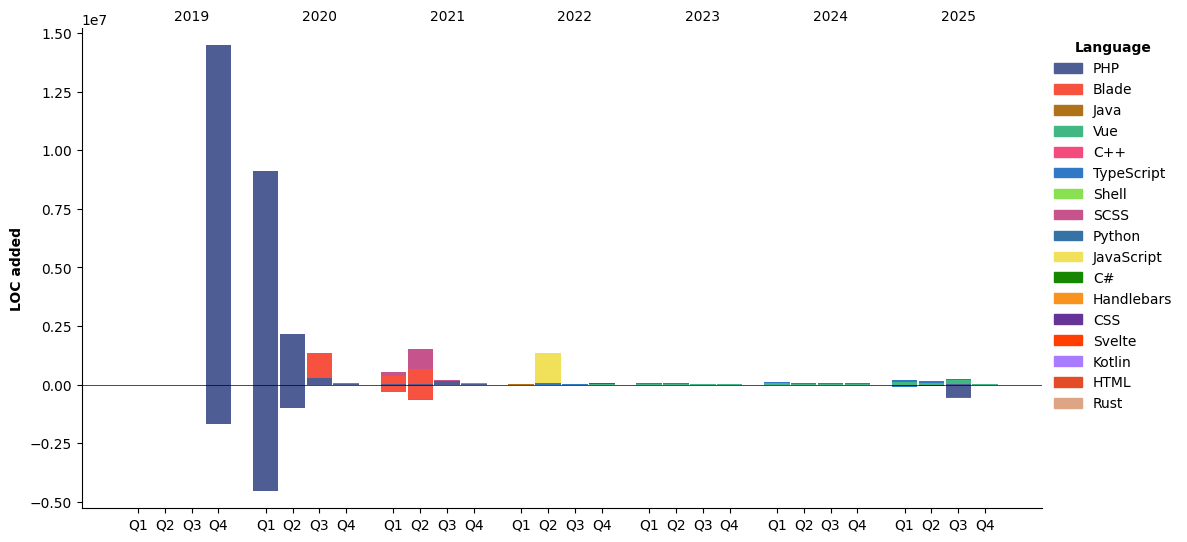 2019 2020 2021 2022 2023 2024 2025
1e7
1.50
1.25
1.00
0.75
0.50
0.25
0.00
−0.25
−0.50
LOC added
Q1 Q2 Q3 Q4 Q1 Q2 Q3 Q4 Q1 Q2 Q3 Q4 Q1 Q2 Q3 Q4 Q1 Q2 Q3 Q4 Q1 Q2 Q3 Q4 Q1 Q2 Q3 Q4
Language
PHP
Blade
Java
Vue
C++
TypeScript
Shell
SCSS
Python
JavaScript
C#
Handlebars
CSS
Svelte
Kotlin
HTML
Rust